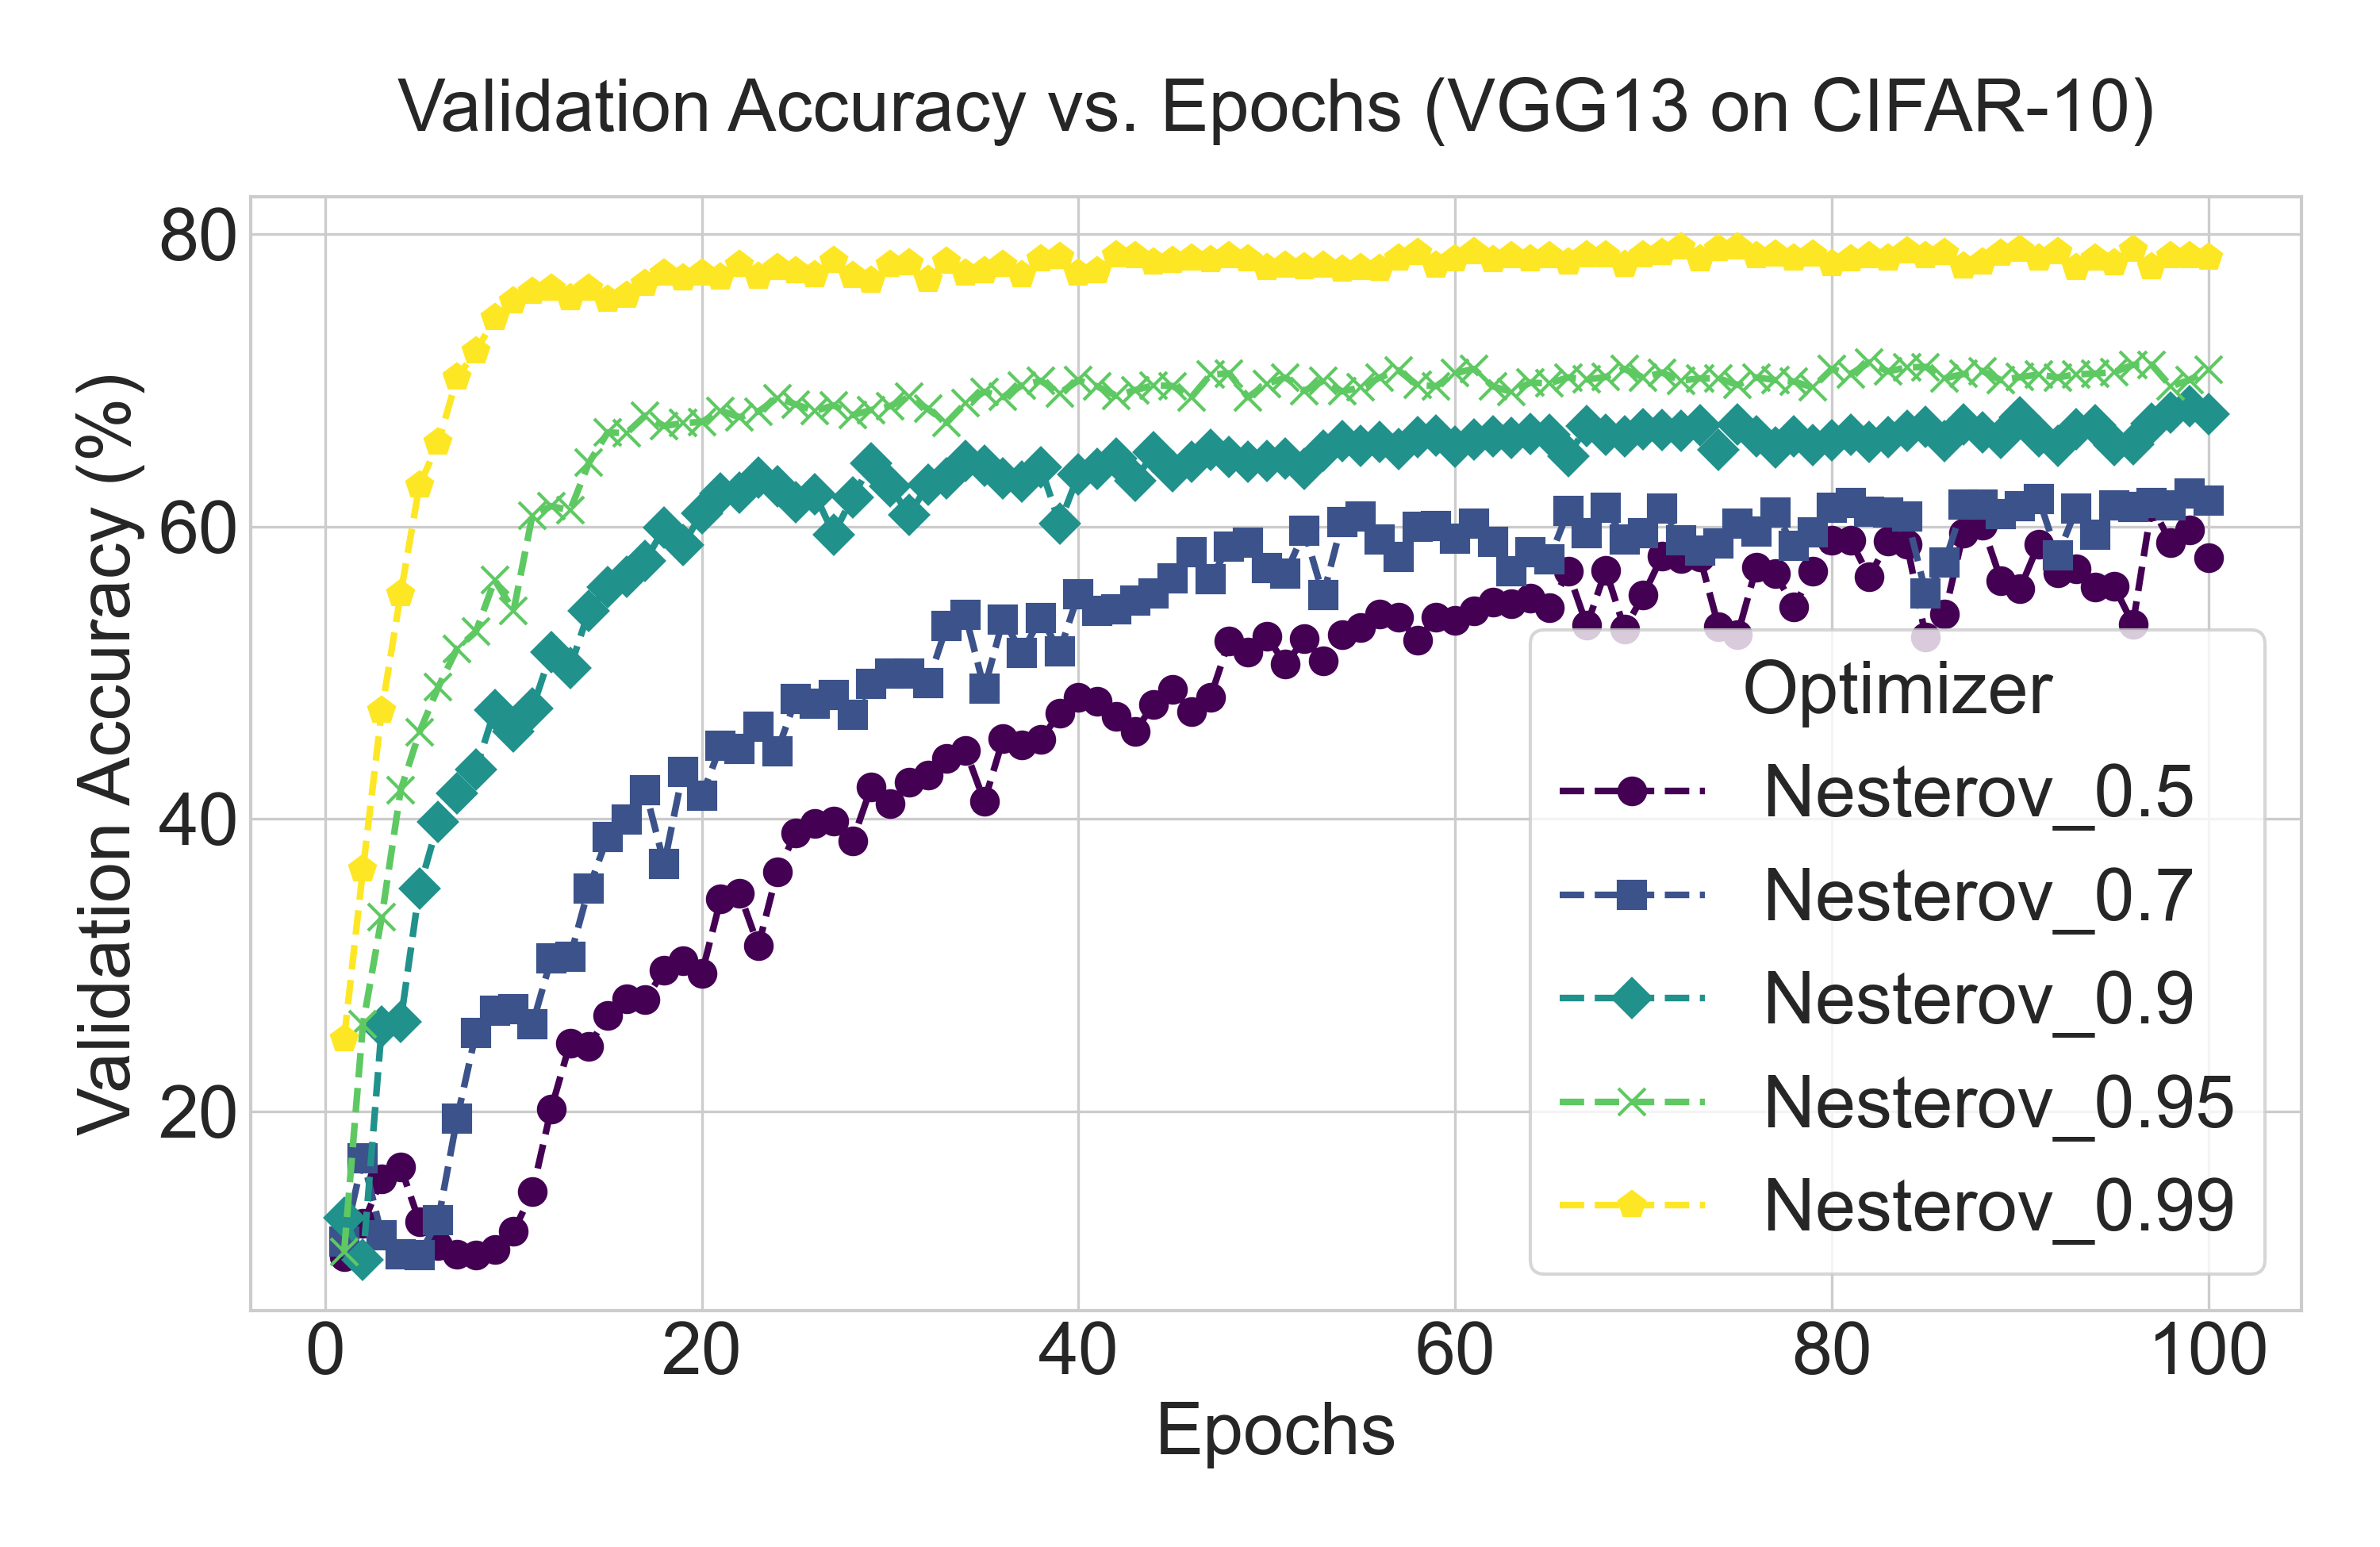 Validation Accuracy vs. Epochs (VGG13 on CIFAR-10)
Validation Accuracy (%)
80
60
40
20
0 20 40 60 80 100
Epochs
Optimizer
Nesterov_0.5
Nesterov_0.7
Nesterov_0.9
Nesterov_0.95
Nesterov_0.99